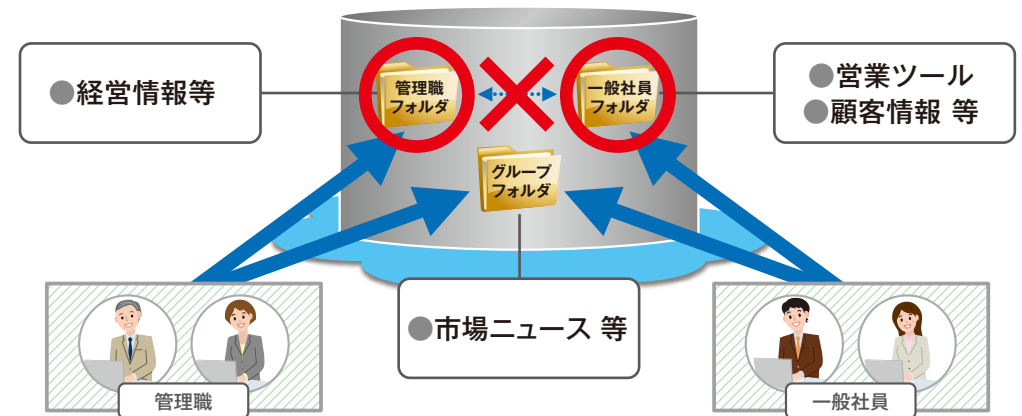 ●経営情報等
管理職
フォルダ
一般社員
フォルダ
●営業ツール
●顧客情報 等
グループ
フォルダ
●市場ニュース 等
管理職
一般社員